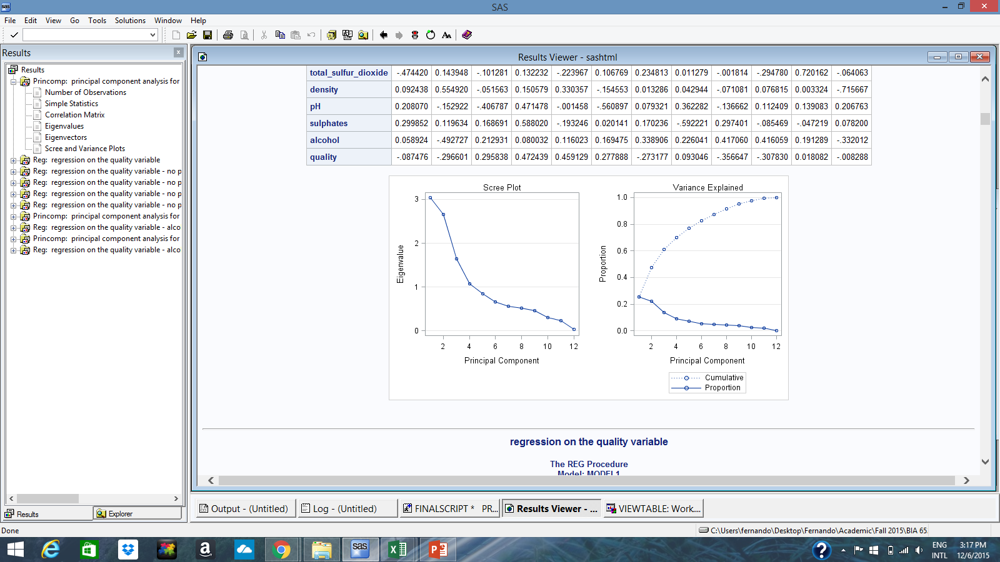 sas SAS
File Edit View Go Tools Solutions Window Help
Results
Results Viewer - sashtml
Results
Princomp: principal component analysis for
Number of Observations
Simple Statistics
Correlation Matrix
Eigenvalues
Eigenvectors
Scree and Variance Plots
Reg: regression on the quality variable
Reg: regression on the quality variable - no p
Reg: regression on the quality variable - no p
Reg: regression on the quality variable - no p
Reg: regression on the quality variable - no p
Princomp: principal component analysis for
Reg: regression on the quality variable - alco
Princomp: principal component analysis for
Reg: regression on the quality variable - alco
total_sulfur_dioxide -.474420 0.143948 -.101281 0.132232 -.223967 0.106769 0.234813 0.011279 -.001814 -.294780 0.720162 -.064063
density 0.092438 0.554920 -.051563 0.150579 0.330357 -.154553 0.013286 0.042944 -.071081 0.076815 0.003324 -.715667
pH 0.208070 -.152922 -.406787 0.471478 -.001458 -.560897 0.079321 0.362282 -.136662 0.112409 0.139083 0.206763
sulphates 0.299852 0.119634 0.168691 0.588020 -.193246 0.020141 0.170236 -.592221 0.297401 -.085469 -.047219 0.078200
alcohol 0.058924 -.492727 0.212931 0.080032 0.116023 0.169475 0.338906 0.226041 0.417060 0.416059 0.191289 -.332012
quality -.087476 -.296601 0.295838 0.472439 0.459129 0.277888 -.273177 0.093046 -.356647 -.307830 0.018082 -.008288
Scree Plot
3
2
1
0
Eigenvalue
2 4 6 8 10 12
Principal Component
Variance Explained
1.0
0.8
0.6
0.4
0.2
0.0
Proportion
2 4 6 8 10 12
Principal Component
Cumulative
Proportion
regression on the quality variable
The REG Procedure
Model: MODEL1
Results Explorer
Output - (Untitled) Log - (Untitled) FINALSCRIPT * PR... Results Viewer - ... VIEWTABLE: Work....
Done C:\Users\fernando\Desktop\Fernando\Academic\Fall 2015\BIA 65
ENG 3:17 PM
INTL 12/6/2015